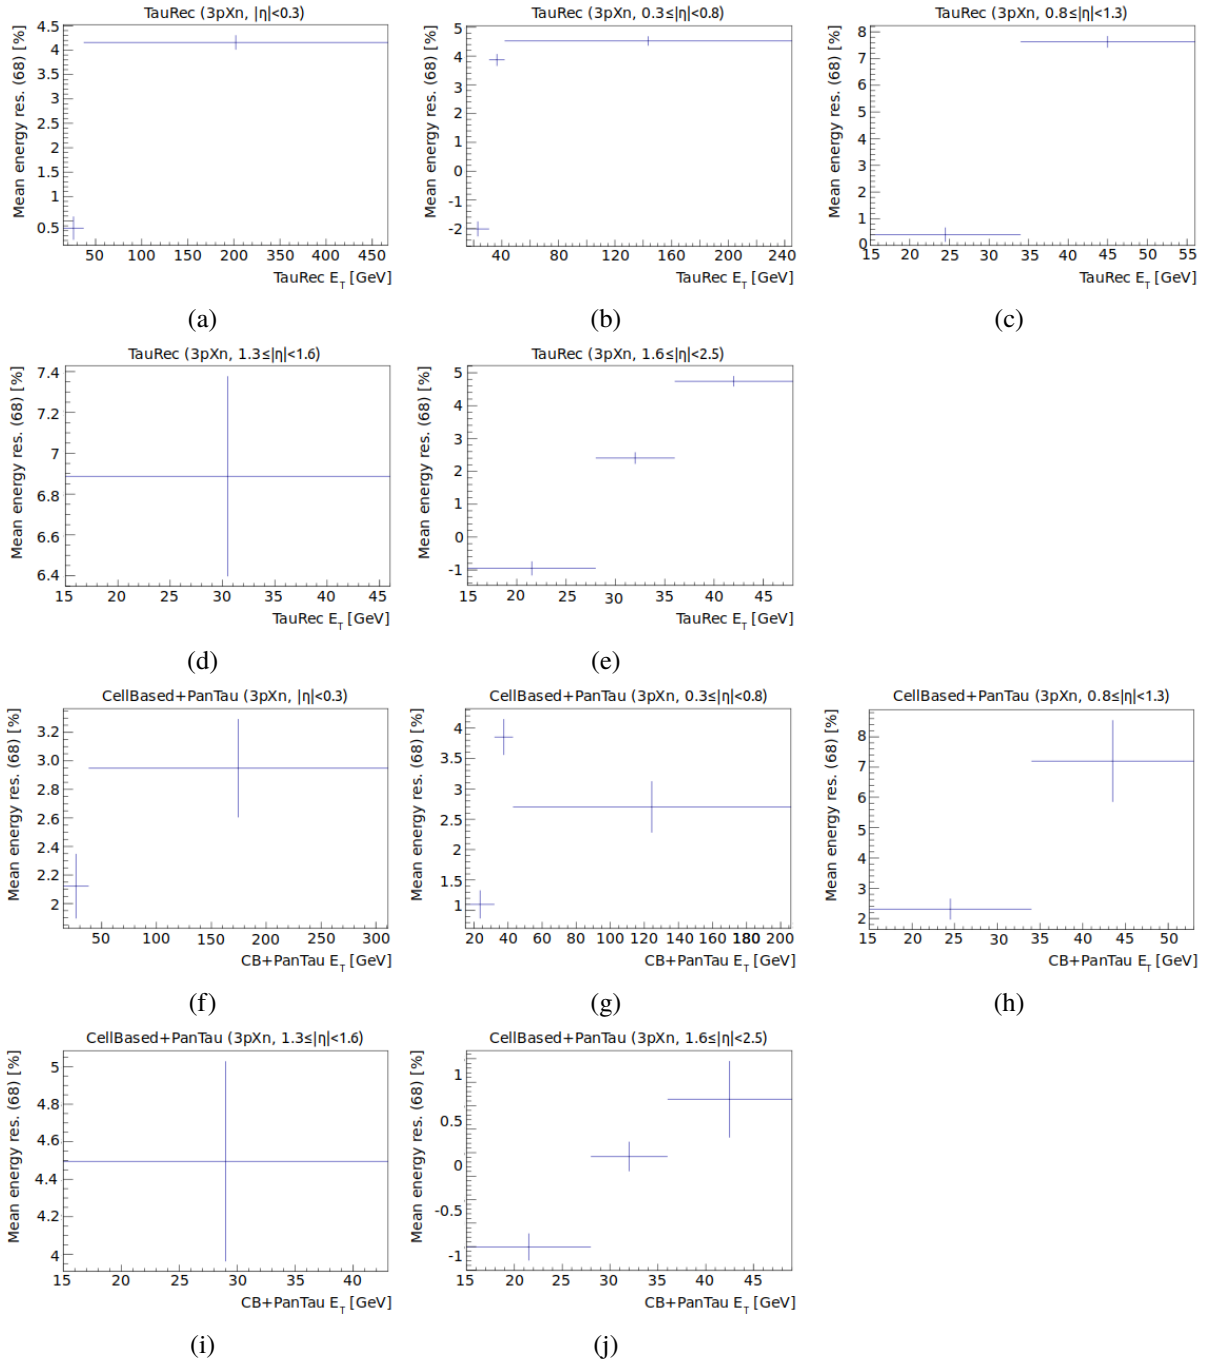 TauRec (3pXn, |η|<0.3)
Mean energy res. (68) [%]
4.5
4
3.5
3
2.5
2
1.5
1
0.5
50 100 150 200 250 300 350 400 450
TauRec E_T [GeV]
(a)
TauRec (3pXn, 0.3≤|η|<0.8)
Mean energy res. (68) [%]
5
4
3
2
1
0
-1
-2
40 80 120 160 200 240
TauRec E_T [GeV]
(b)
TauRec (3pXn, 0.8≤|η|<1.3)
Mean energy res. (68) [%]
8
7
6
5
4
3
2
1
0
15 20 25 30 35 40 45 50 55
TauRec E_T [GeV]
(c)
TauRec (3pXn, 1.3≤|η|<1.6)
Mean energy res. (68) [%]
7.4
7.2
7
6.8
6.6
6.4
15 20 25 30 35 40 45
TauRec E_T [GeV]
(d)
TauRec (3pXn, 1.6≤|η|<2.5)
Mean energy res. (68) [%]
5
4
3
2
1
0
-1
15 20 25 30 35 40 45
TauRec E_T [GeV]
(e)
CellBased+PanTau (3pXn, |η|<0.3)
Mean energy res. (68) [%]
3.2
3.0
2.8
2.6
2.4
2.2
2
50 100 150 200 250 300
CB+PanTau E_T [GeV]
(f)
CellBased+PanTau (3pXn, 0.3≤|η|<0.8)
Mean energy res. (68) [%]
4
3.5
3
2.5
2
1.5
1
20 40 60 80 100 120 140 160 180 200
CB+PanTau E_T [GeV]
(g)
CellBased+PanTau (3pXn, 0.8≤|η|<1.3)
Mean energy res. (68) [%]
8
7
6
5
4
3
2
15 20 25 30 35 40 45 50
CB+PanTau E_T [GeV]
(h)
CellBased+PanTau (3pXn, 1.3≤|η|<1.6)
Mean energy res. (68) [%]
5
4.8
4.6
4.4
4.2
4
15 20 25 30 35 40
CB+PanTau E_T [GeV]
(i)
CellBased+PanTau (3pXn, 1.6≤|η|<2.5)
Mean energy res. (68) [%]
1
0.5
0
-0.5
-1
15 20 25 30 35 40 45
CB+PanTau E_T [GeV]
(j)